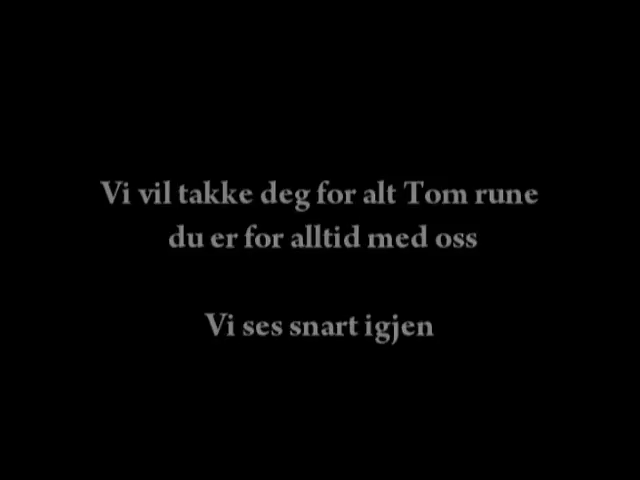 Vi vil takke deg for alt Tom rune
du er for alltid med oss
Vi ses snart igjen